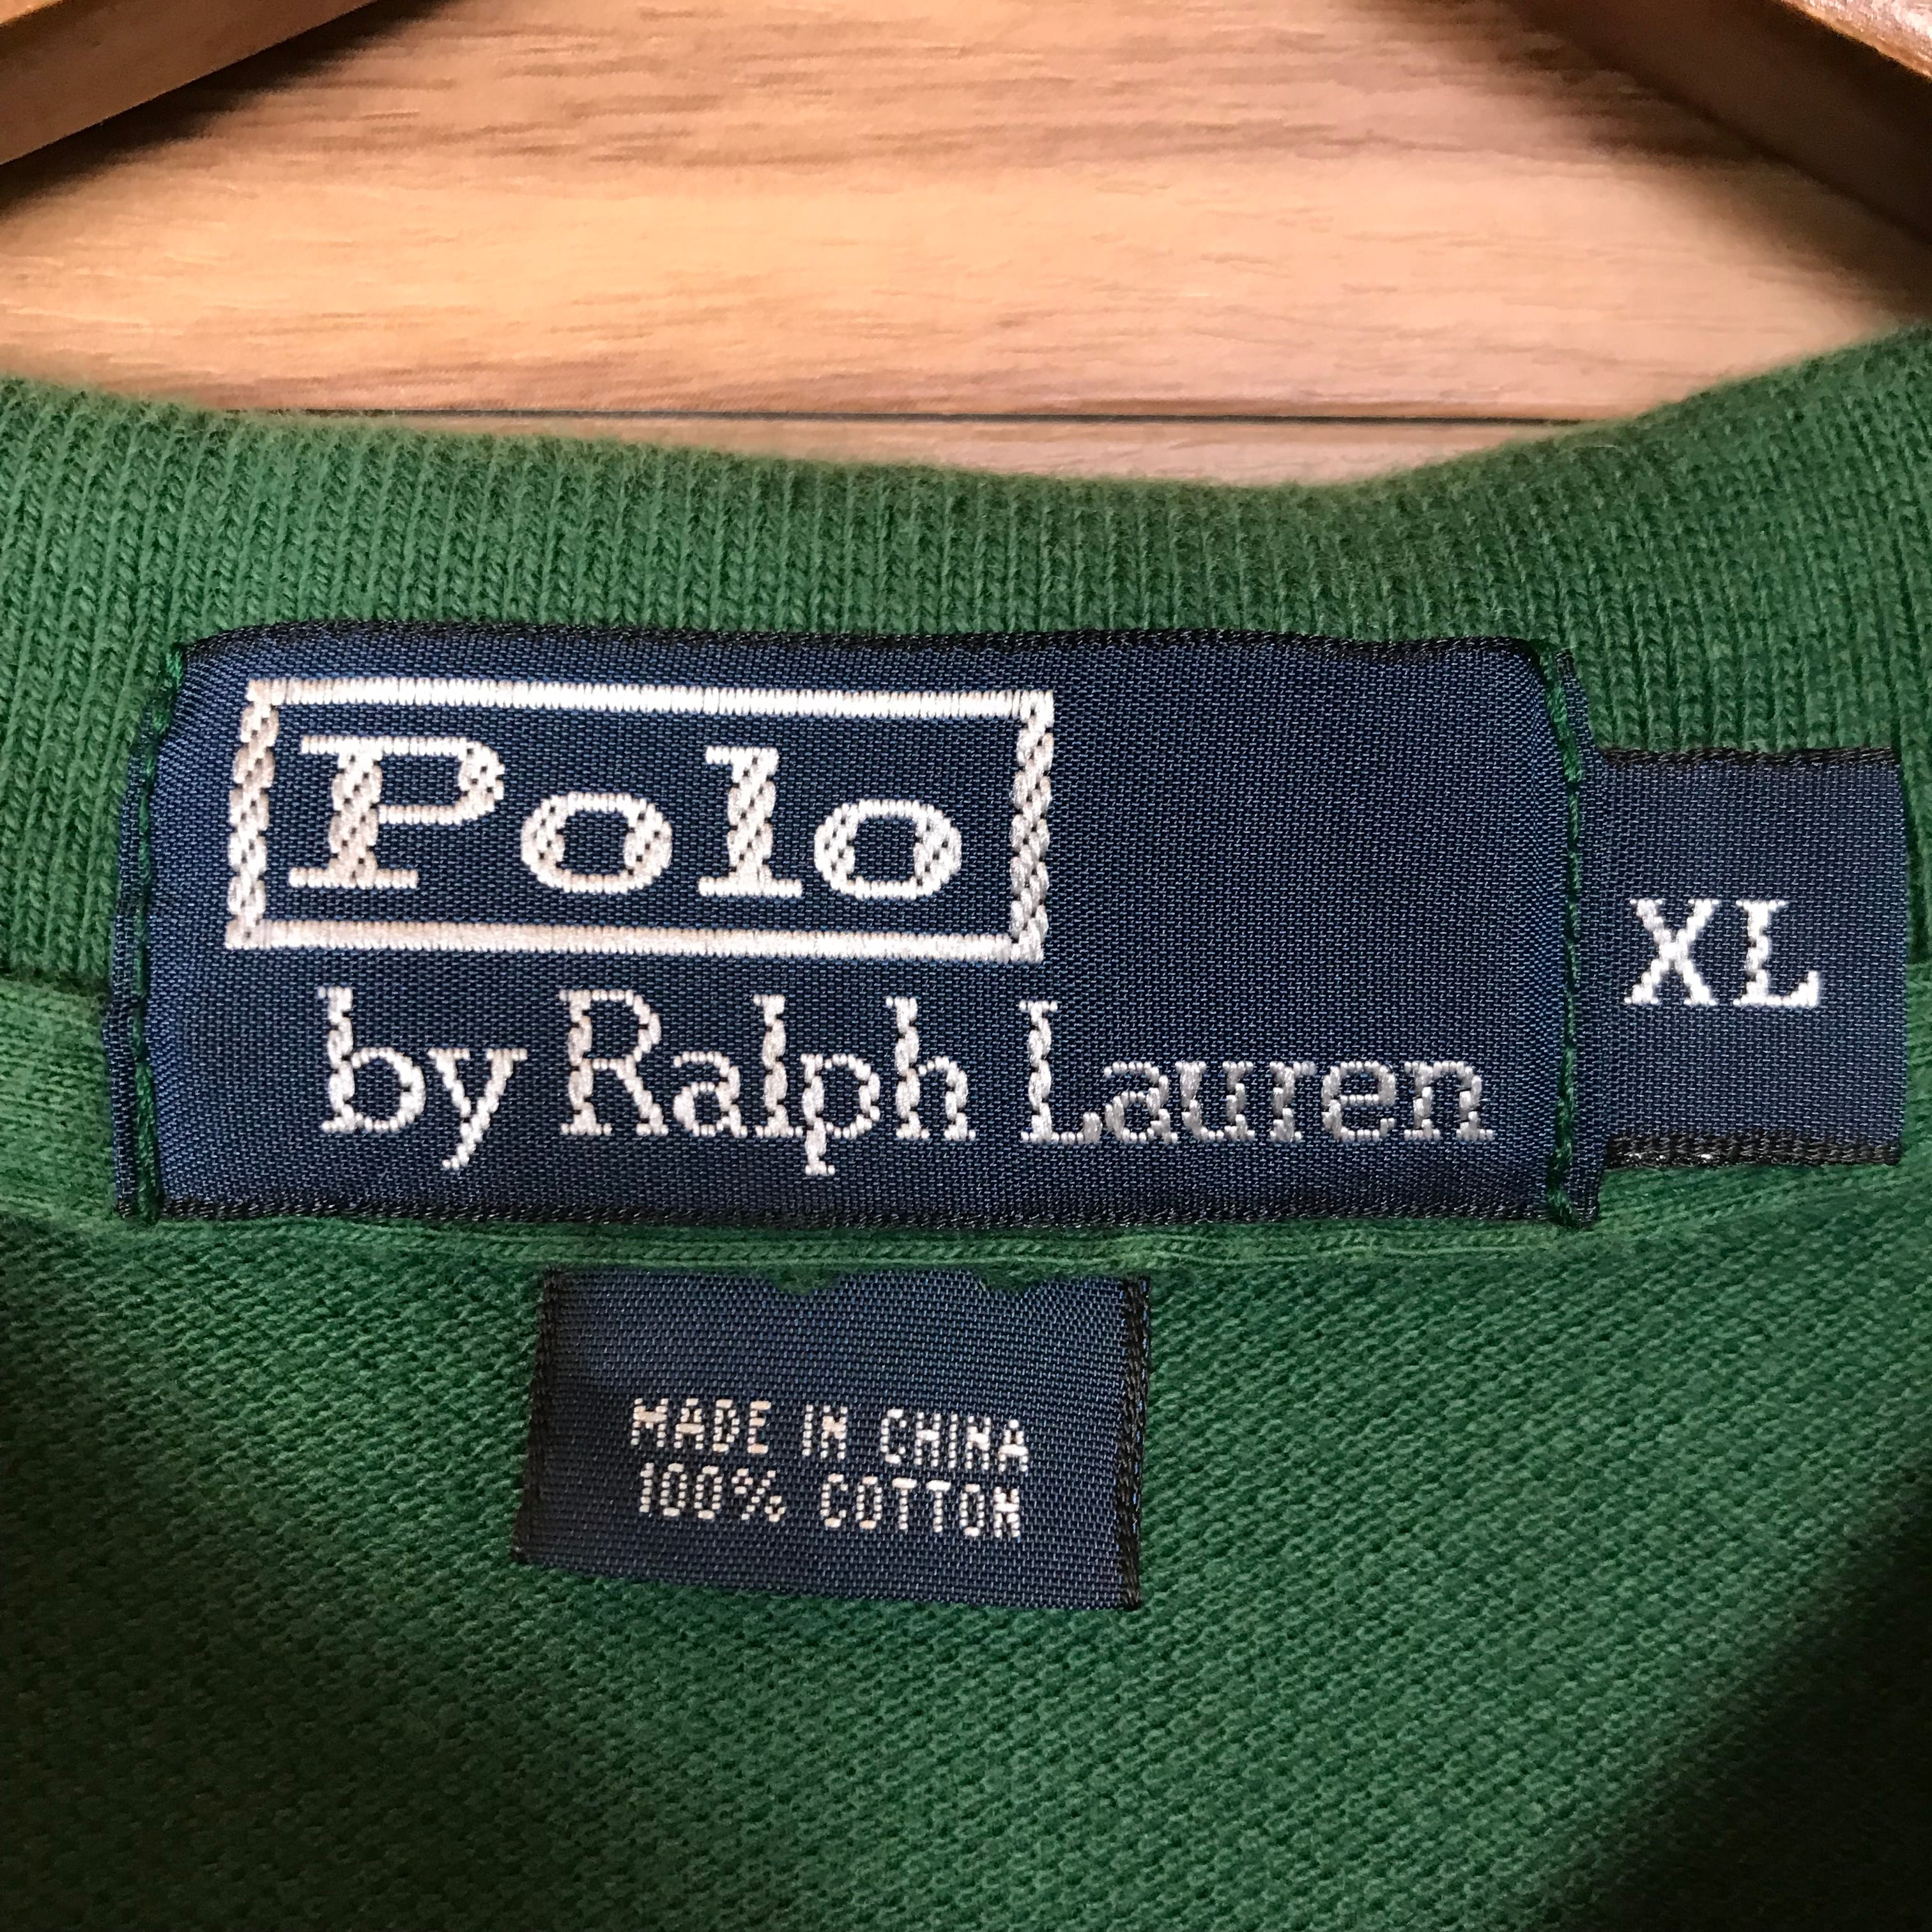 Polo
by Ralph Lauren
XL
MADE IN CHINA
100% COTTON